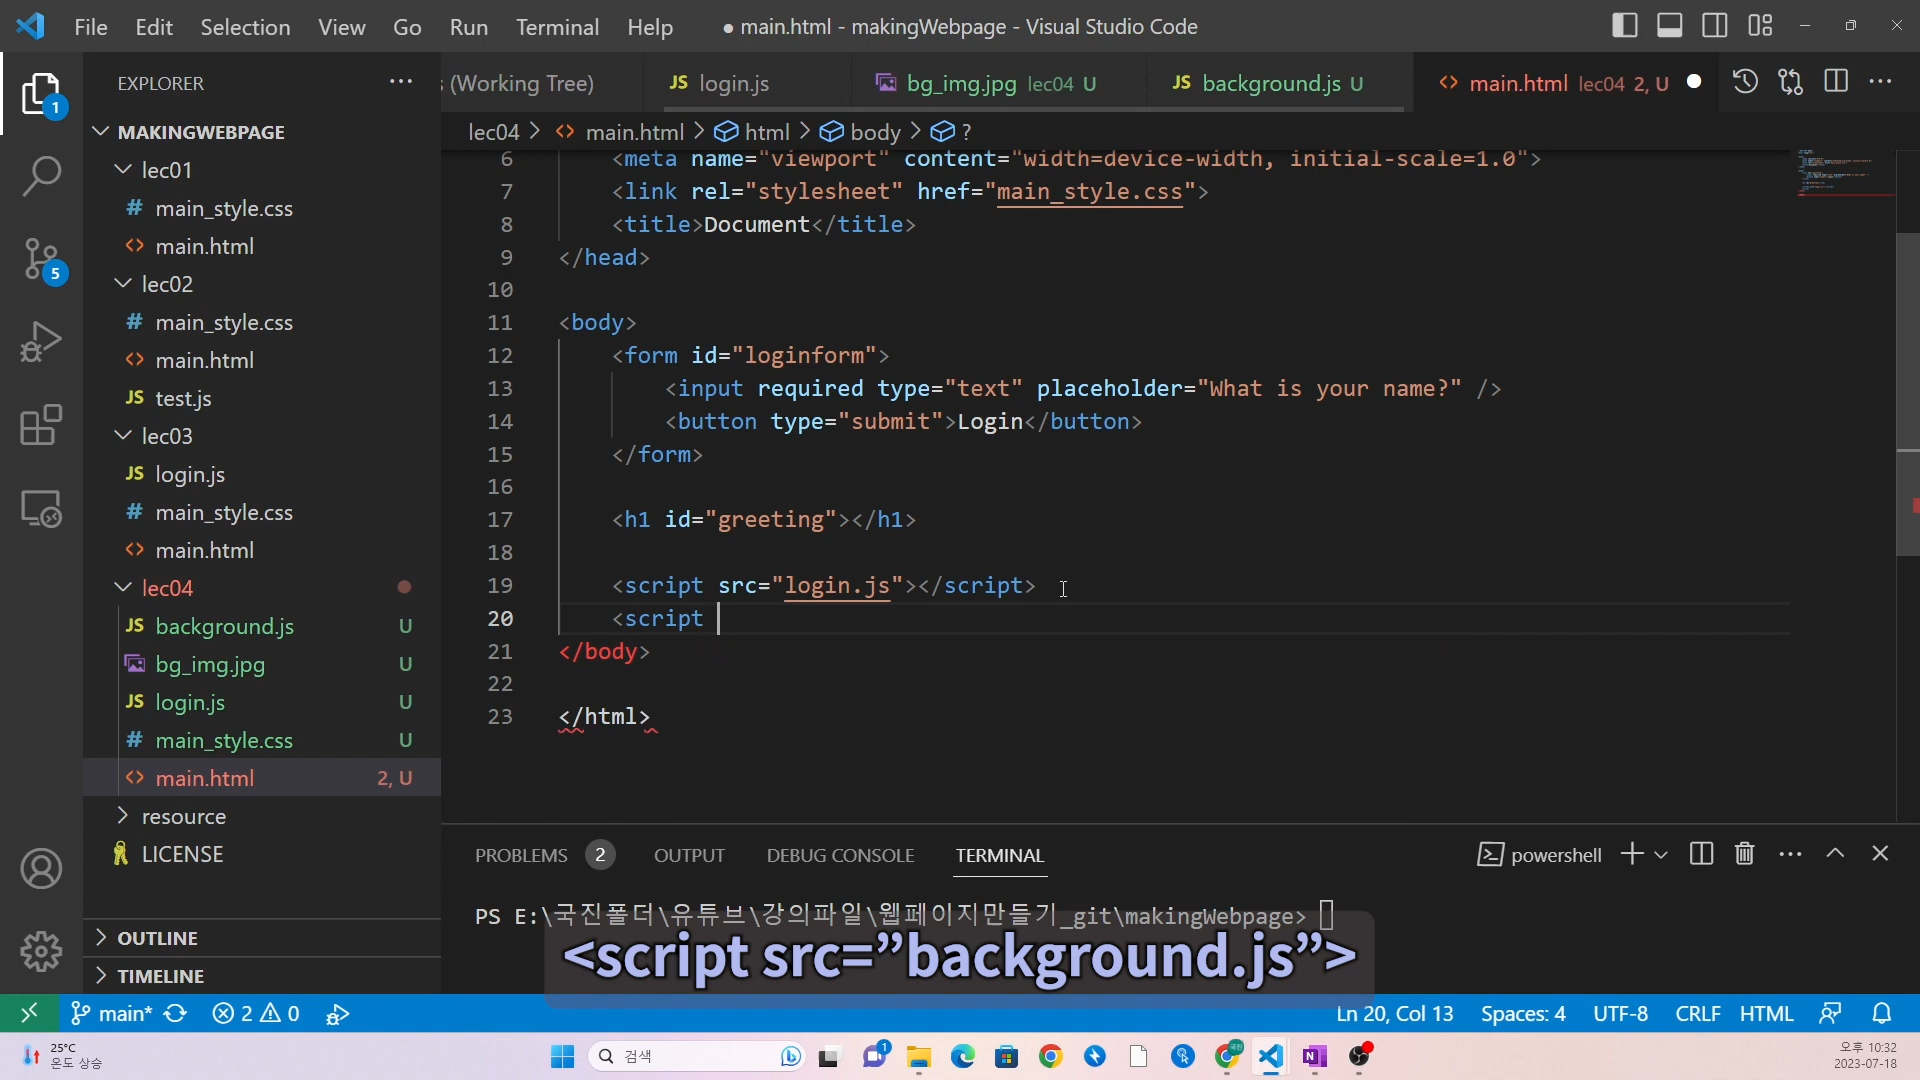 File Edit Selection View Go Run Terminal Help
● main.html - makingWebpage - Visual Studio Code
EXPLORER
(Working Tree)
JS login.js
bg_img.jpg lec04 U
JS background.js U
<> main.html lec04 2, U
1
lec04 > <> main.html > html > body > ?
MAKINGWEBPAGE
lec01
# main_style.css
<> main.html
lec02
# main_style.css
<> main.html
JS test.js
lec03
JS login.js
# main_style.css
<> main.html
lec04
JS background.js U
bg_img.jpg U
JS login.js U
# main_style.css U
<> main.html 2, U
resource
LICENSE
OUTLINE
TIMELINE
5
6 <meta name="viewport" content="width=device-width, initial-scale=1.0">
7 <link rel="stylesheet" href="main_style.css">
8 <title>Document</title>
9 </head>
10
11 <body>
12 <form id="loginform">
13 <input required type="text" placeholder="What is your name?" />
14 <button type="submit">Login</button>
15 </form>
16
17 <h1 id="greeting"></h1>
18
19 <script src="login.js"></script>
20 <script
21 </body>
22
23 </html>
PROBLEMS 2 OUTPUT DEBUG CONSOLE TERMINAL
powershell
PS E:\국진폴더\유튜브\강의파일\웹페이지만들기_git\makingWebpage>
<script src=”background.js”>
main* 2 0
Ln 20, Col 13 Spaces: 4 UTF-8 CRLF HTML
25°C
온도 상승
검색
1
국진
N
오후 10:32
2023-07-18